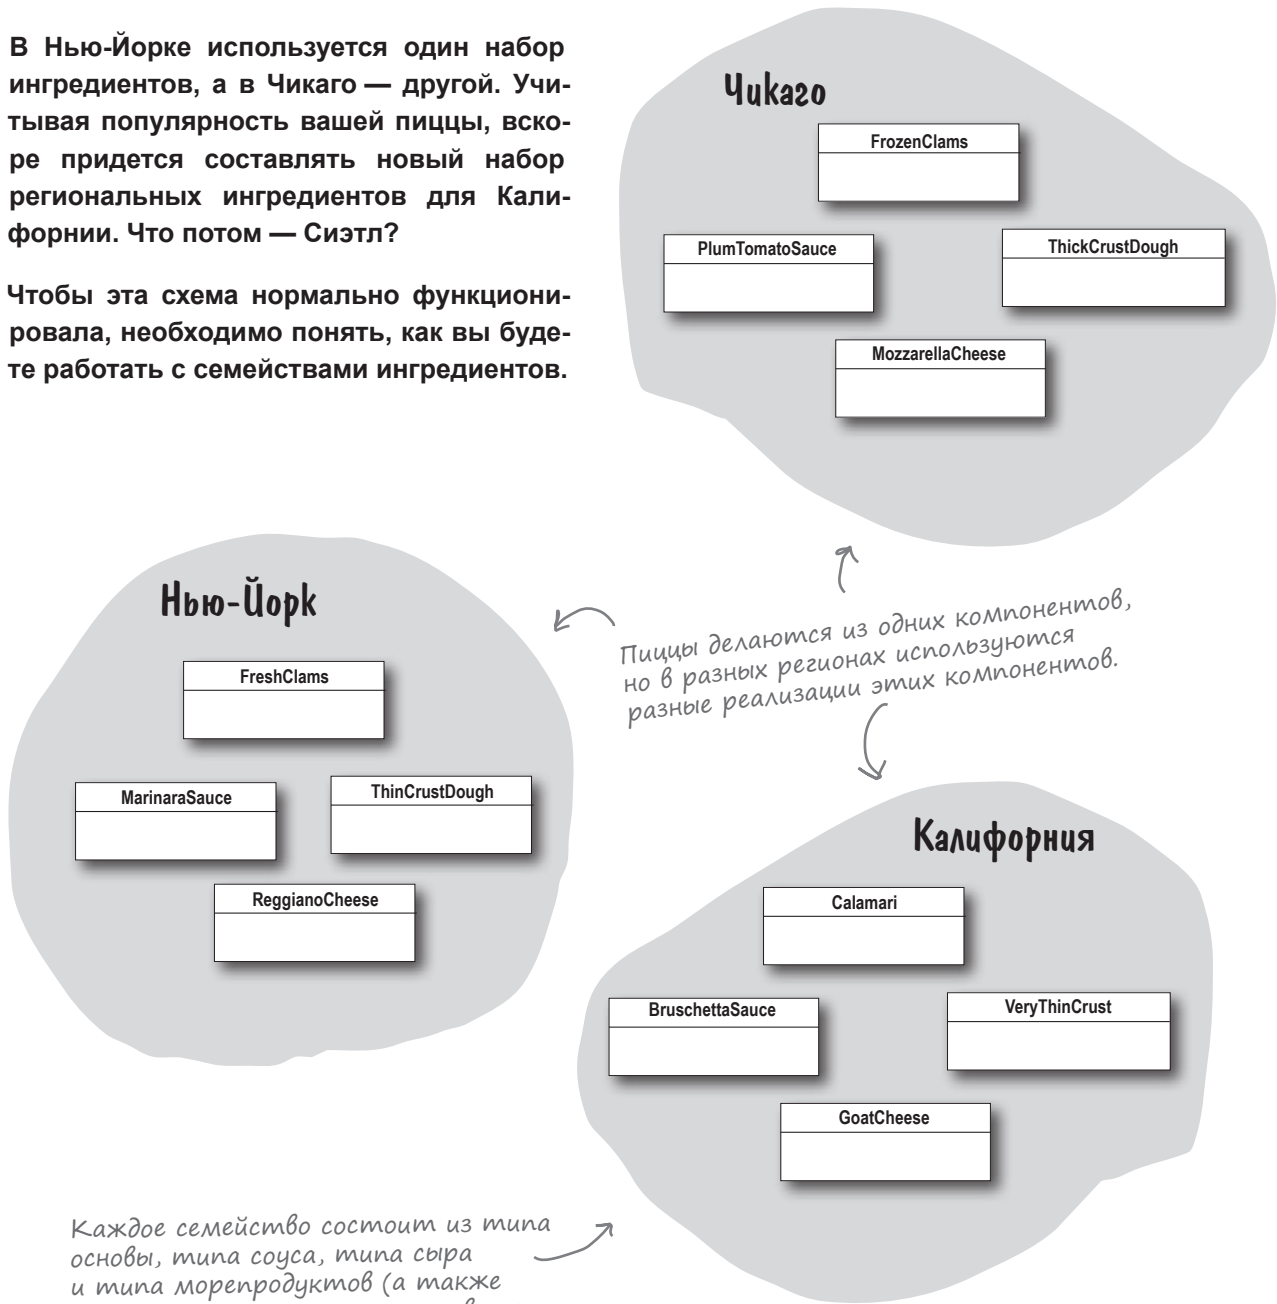 В Нью-Йорке используется один набор
ингредиентов, а в Чикаго — другой. Учи-
тывая популярность вашей пиццы, вско-
ре придется составлять новый набор
региональных ингредиентов для Кали-
форнии. Что потом — Сиэтл?
Чтобы эта схема нормально функциони-
ровала, необходимо понять, как вы буде-
те работать с семействами ингредиентов.
Чикаго
FrozenClams
PlumTomatoSauce
ThickCrustDough
MozzarellaCheese
Нью-Йорк
FreshClams
MarinaraSauce
ThinCrustDough
ReggianoCheese
Пиццы делаются из одних компонентов,
но в разных регионах используются
разные реализации этих компонентов.
Калифорния
Calamari
BruschettaSauce
VeryThinCrust
GoatCheese
Каждое семейство состоит из типа
основы, типа соуса, типа сыра
и типа морепродуктов (а также